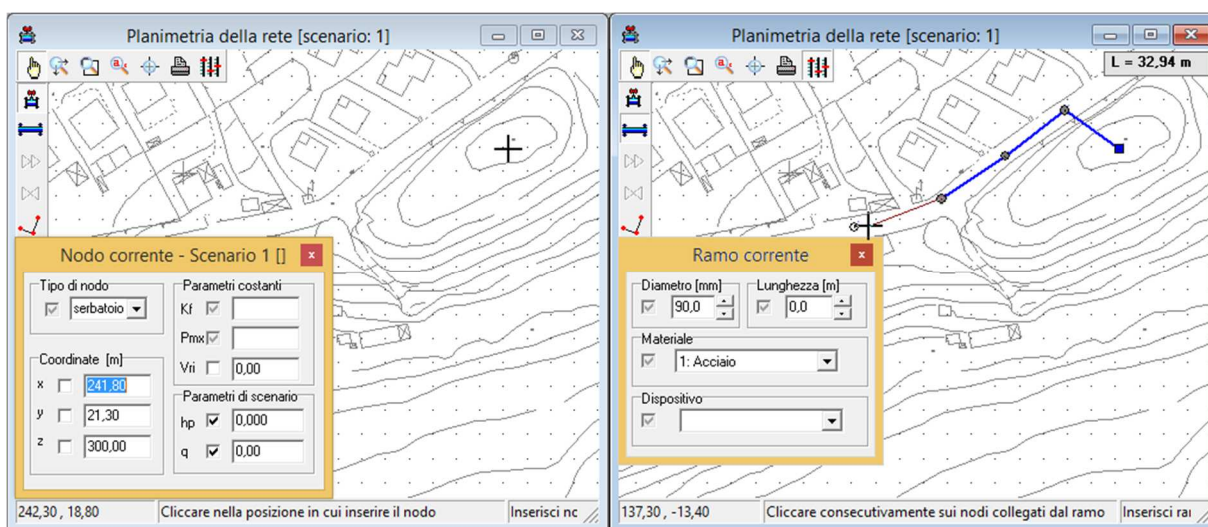 Planimetria della rete [scenario: 1]
Nodo corrente - Scenario 1 []
Tipo di nodo
serbatoio
Coordinate [m]
x 241,80
y 21,30
z 300,00
Parametri costanti
Kf
Pmx
Vri 0,00
Parametri di scenario
hp 0,000
q 0,00
242,30 , 18,80 Cliccare nella posizione in cui inserire il nodo Inserisci nc
Planimetria della rete [scenario: 1]
L = 32,94 m
Ramo corrente
Diametro [mm] Lunghezza [m]
90,0 0,0
Materiale
1: Acciaio
Dispositivo
137,30 , -13,40 Cliccare consecutivamente sui nodi collegati dal ramo Inserisci rai